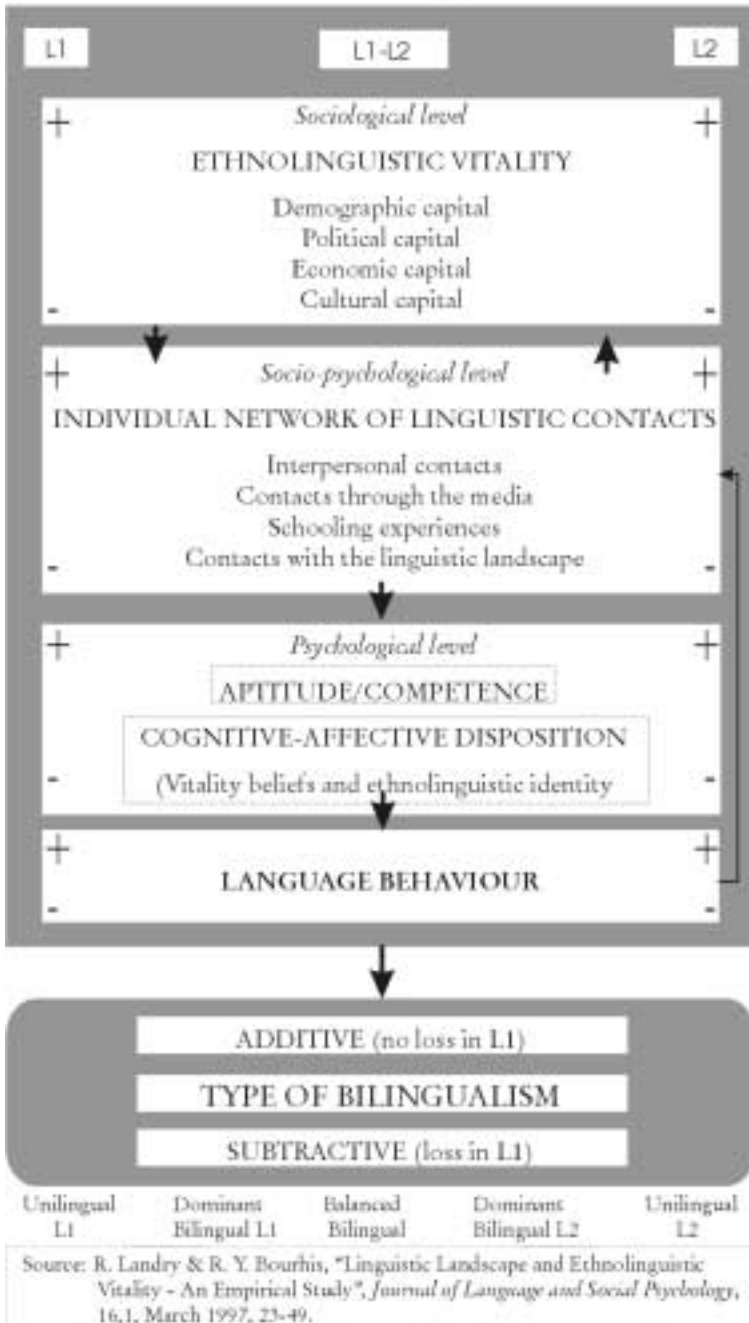 L1 L1-L2 L2
+ Sociological level +
ETHNOLINGUISTIC VITALITY
Demographic capital
Political capital
Economic capital
- Cultural capital -
+ Socio-psychological level +
INDIVIDUAL NETWORK OF LINGUISTIC CONTACTS
Interpersonal contacts
Contacts through the media
Schooling experiences
- Contacts with the linguistic landscape -
+ Psychological level +
APTITUDE/COMPETENCE
COGNITIVE-AFFECTIVE DISPOSITION
- (Vitality beliefs and ethnolinguistic identity -
+ +
LANGUAGE BEHAVIOUR
- -
ADDITIVE (no loss in L1)
TYPE OF BILINGUALISM
SUBTRACTIVE (loss in L1)
Unilingual Dominant Balanced Dominant Unilingual
L1 Bilingual L1 Bilingual Bilingual L2 L2
Source: R. Landry & R. Y. Bourhis, "Linguistic Landscape and Ethnolinguistic
Vitality - An Empirical Study", Journal of Language and Social Psychology,
16,1, March 1997, 23-49.